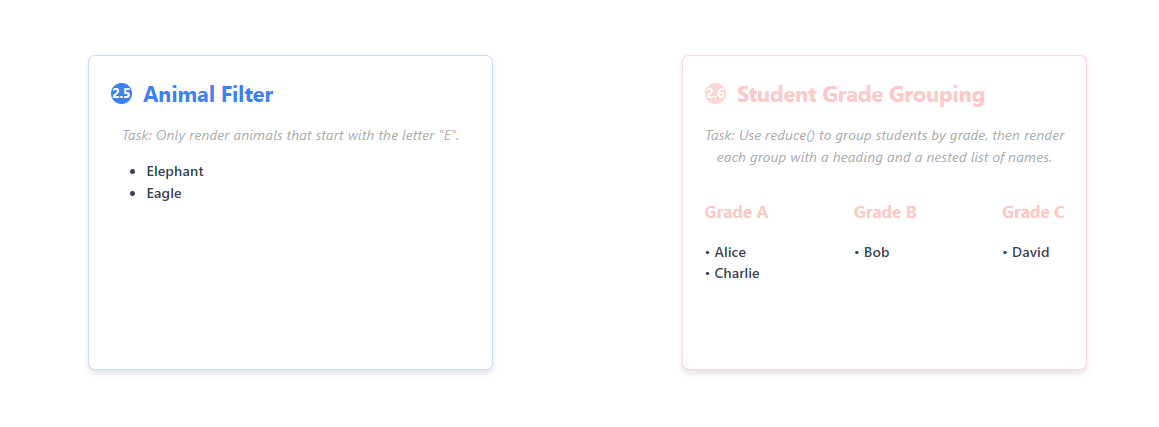 2.5 Animal Filter
Task: Only render animals that start with the letter "E".
• Elephant
• Eagle
2.6 Student Grade Grouping
Task: Use reduce() to group students by grade, then render
each group with a heading and a nested list of names.
Grade A
• Alice
• Charlie
Grade B
• Bob
Grade C
• David